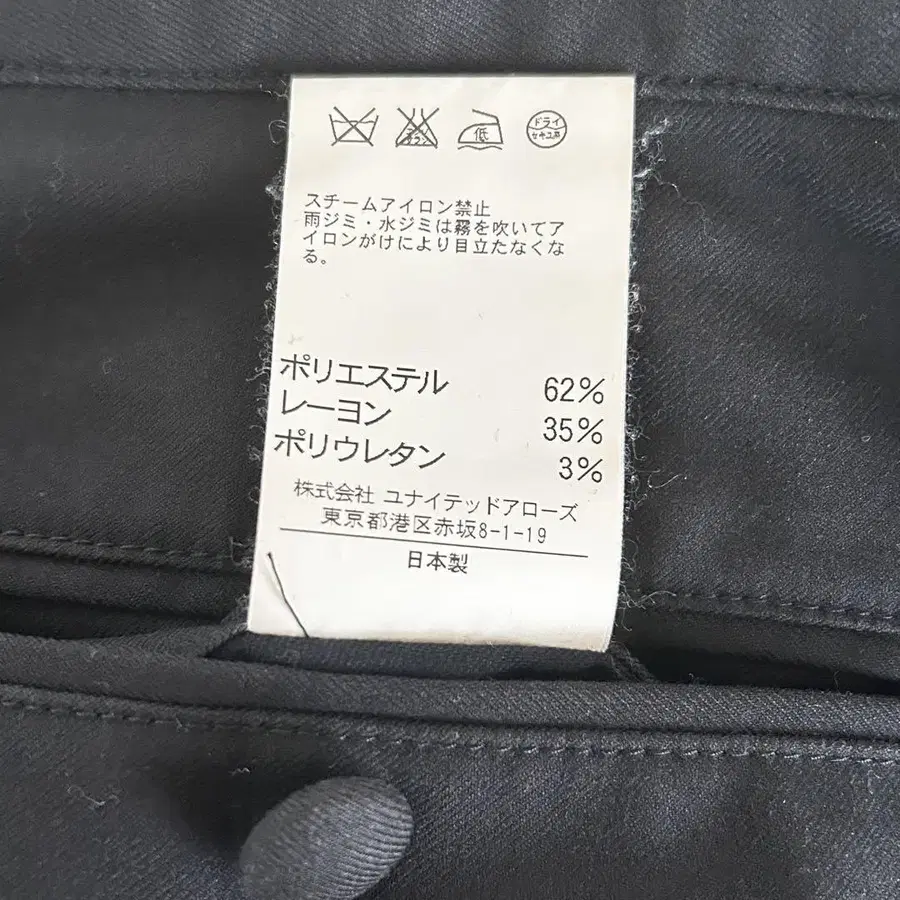 低
ドライ
セキユ系
スチームアイロン禁止
雨ジミ・水ジミは霧を吹いてア
イロンがけにより目立たなくな
る。
ポリエステル 62%
レーヨン 35%
ポリウレタン 3%
株式会社 ユナイテッドアローズ
東京都港区赤坂8-1-19
日本製